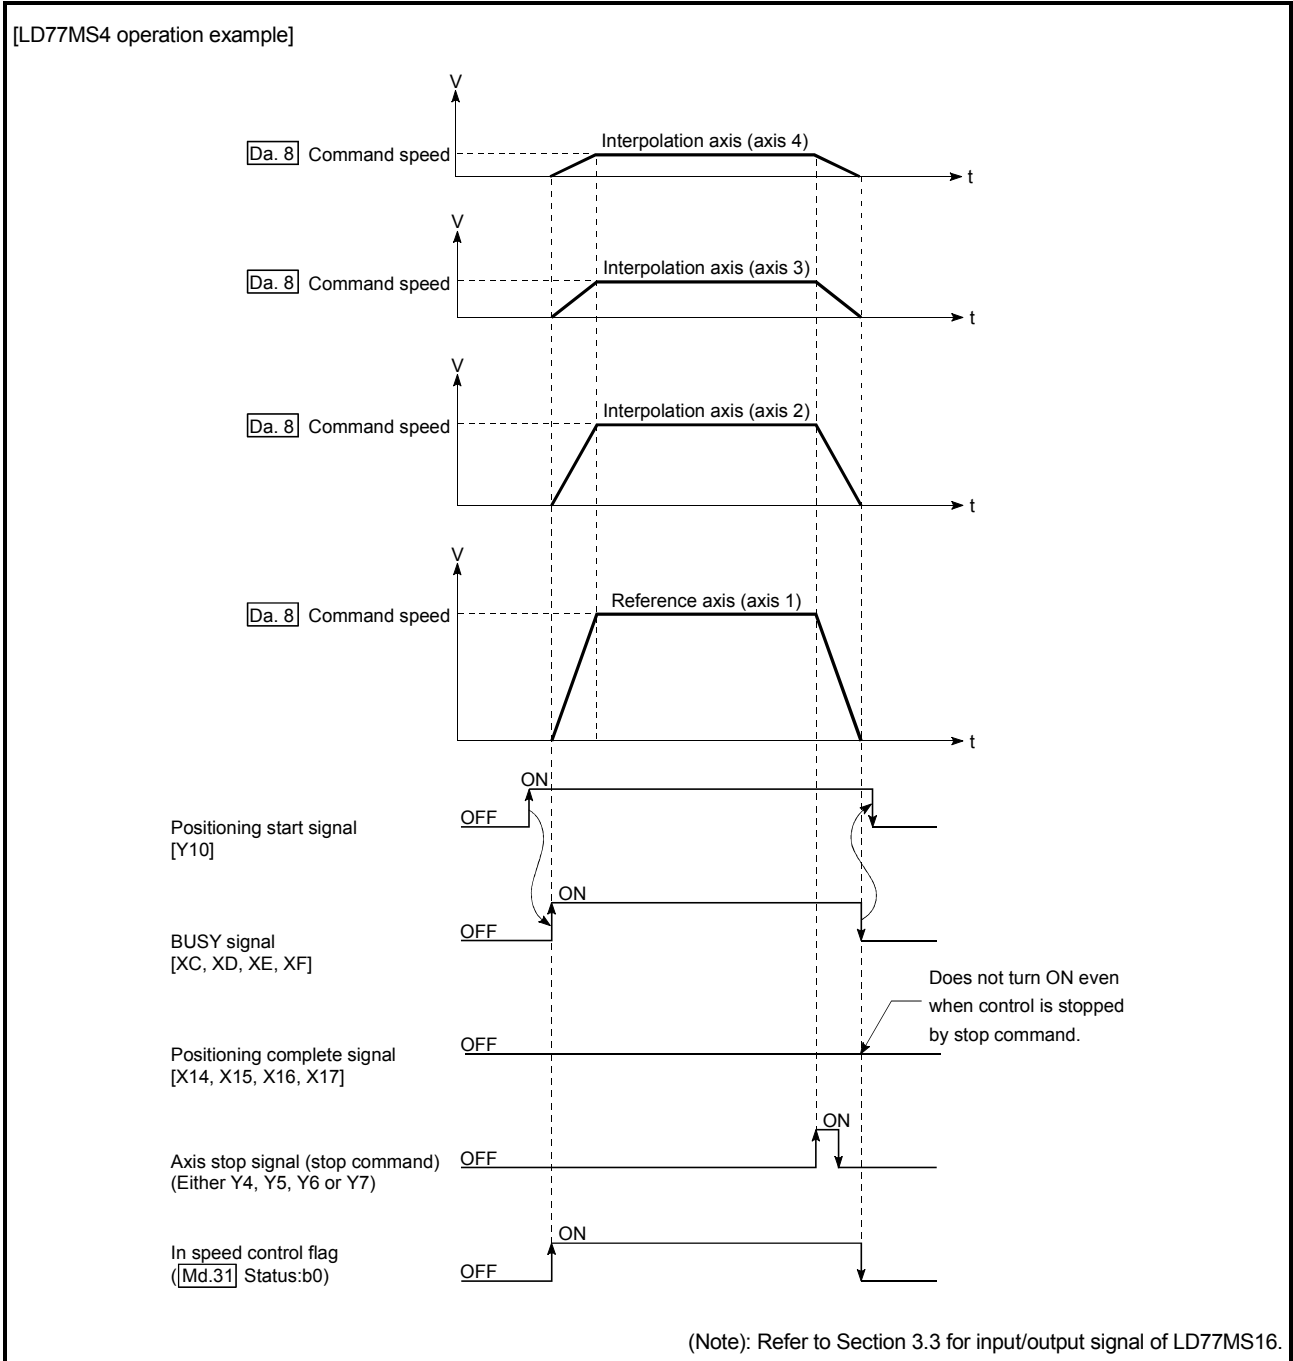 [LD77MS4 operation example]
V
Interpolation axis (axis 4)
Da. 8 Command speed
t
V
Interpolation axis (axis 3)
Da. 8 Command speed
t
V
Interpolation axis (axis 2)
Da. 8 Command speed
t
V
Reference axis (axis 1)
Da. 8 Command speed
t
ON
OFF
Positioning start signal
[Y10]
ON
OFF
BUSY signal
[XC, XD, XE, XF]
Does not turn ON even
when control is stopped
by stop command.
OFF
Positioning complete signal
[X14, X15, X16, X17]
ON
OFF
Axis stop signal (stop command)
(Either Y4, Y5, Y6 or Y7)
ON
In speed control flag
(Md.31 Status:b0)
OFF
(Note): Refer to Section 3.3 for input/output signal of LD77MS16.